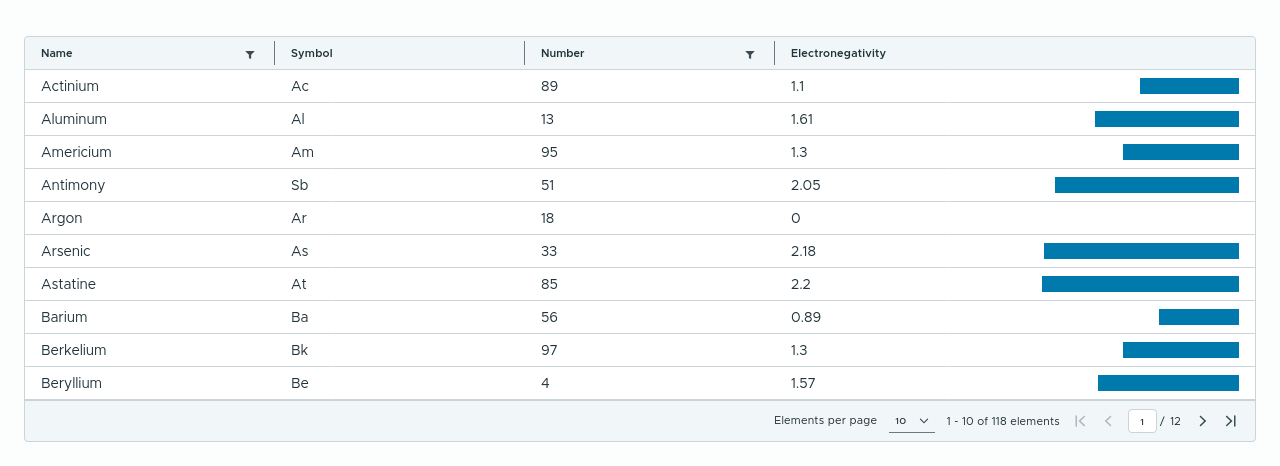 Name Symbol Number Electronegativity
Actinium Ac 89 1.1
Aluminum Al 13 1.61
Americium Am 95 1.3
Antimony Sb 51 2.05
Argon Ar 18 0
Arsenic As 33 2.18
Astatine At 85 2.2
Barium Ba 56 0.89
Berkelium Bk 97 1.3
Beryllium Be 4 1.57
Elements per page 10 1 - 10 of 118 elements 1 / 12